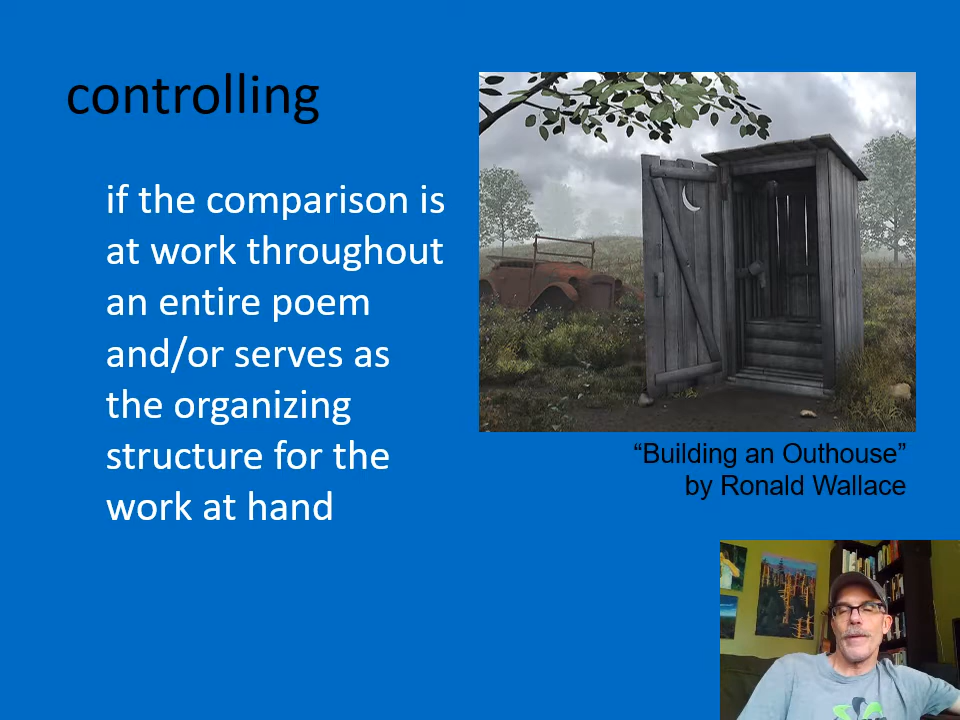 controlling
if the comparison is
at work throughout
an entire poem
and/or serves as
the organizing
structure for the
work at hand
“Building an Outhouse”
by Ronald Wallace